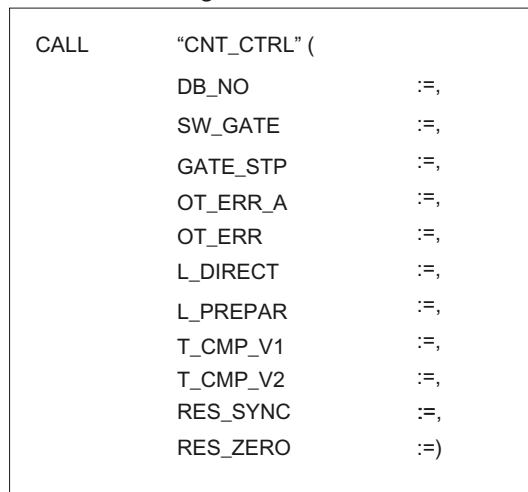 CALL “CNT_CTRL” (
DB_NO :=,
SW_GATE :=,
GATE_STP :=,
OT_ERR_A :=,
OT_ERR :=,
L_DIRECT :=,
L_PREPAR :=,
T_CMP_V1 :=,
T_CMP_V2 :=,
RES_SYNC :=,
RES_ZERO :=)